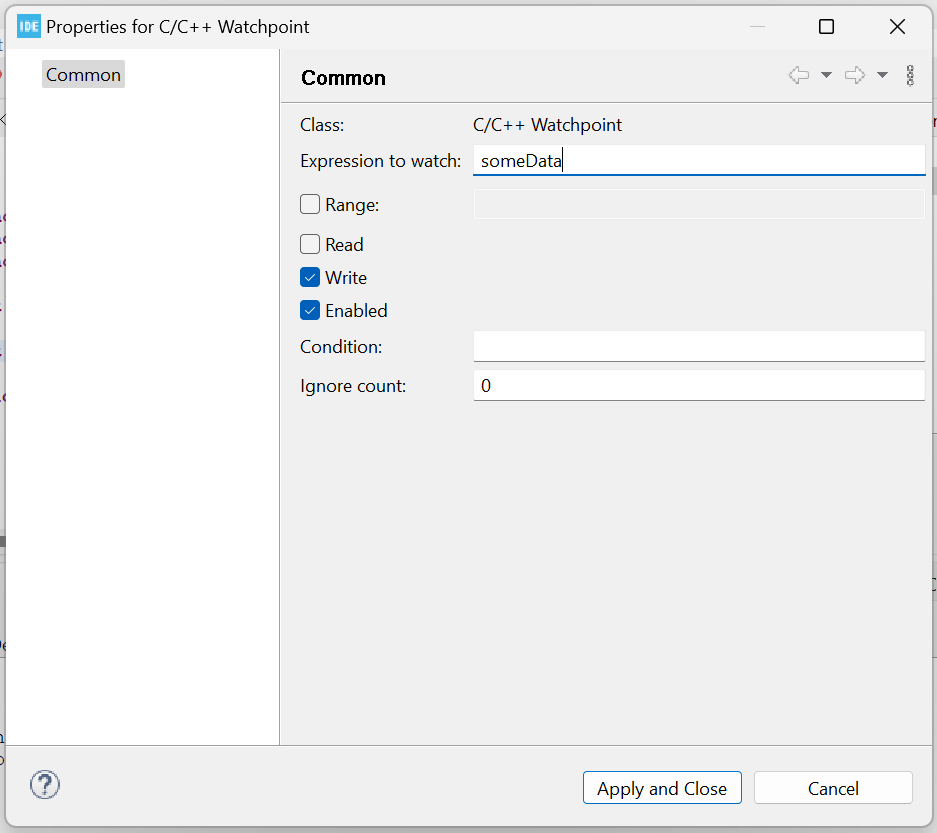 IDE Properties for C/C++ Watchpoint
Common
Common
Class: C/C++ Watchpoint
Expression to watch: someData
Range:
Read
Write
Enabled
Condition:
Ignore count: 0
?
Apply and Close Cancel